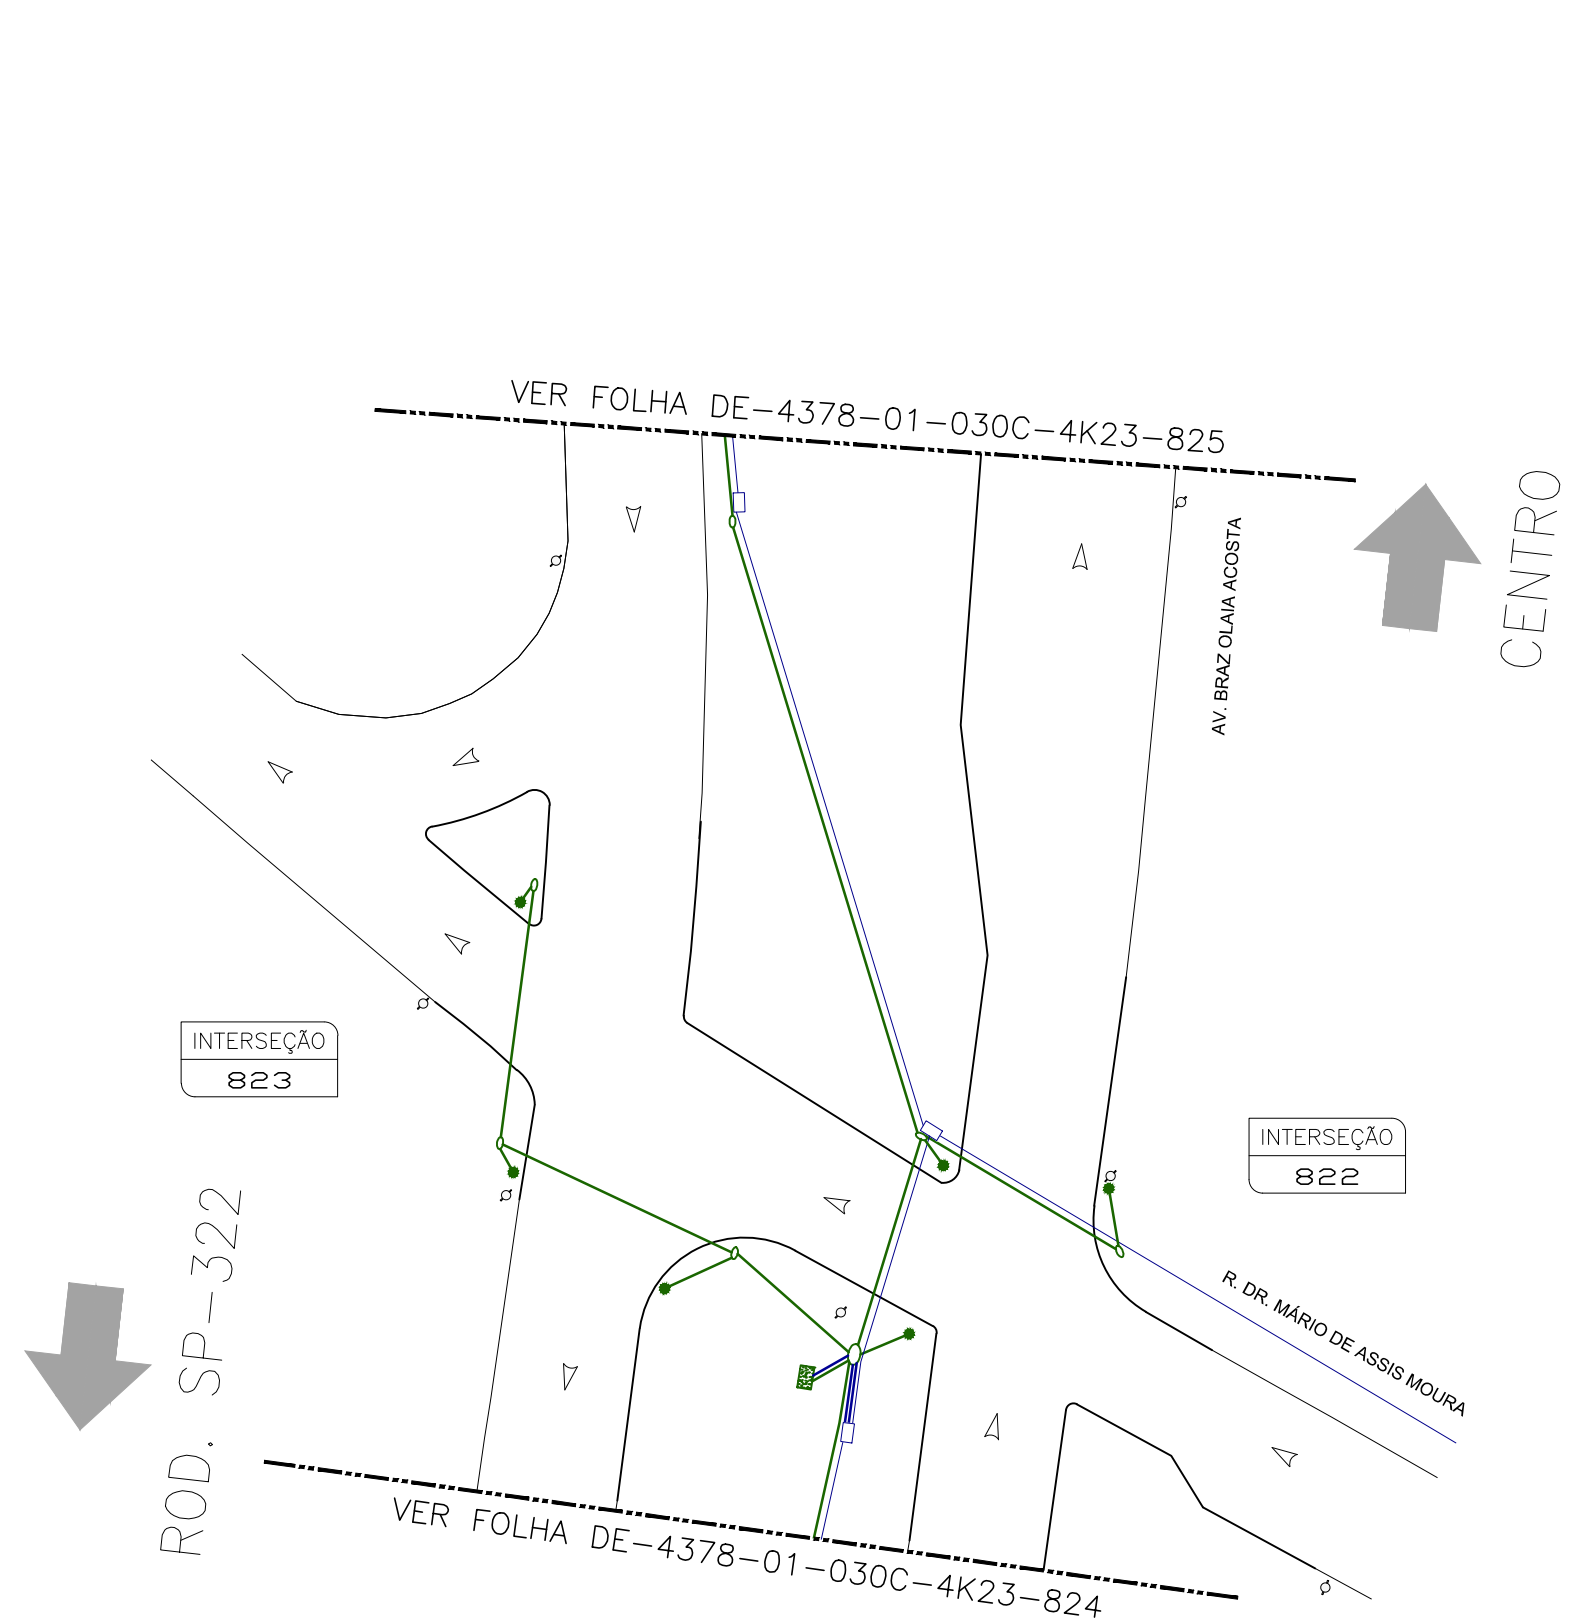 VER FOLHA DE-4378-01-030C-4K23-825
CENTRO
AV. BRAZ OLAIA ACOSTA
INTERSEÇÃO
823
INTERSEÇÃO
822
ROD. SP-322
R. DR. MÁRIO DE ASSIS MOURA
VER FOLHA DE-4378-01-030C-4K23-824